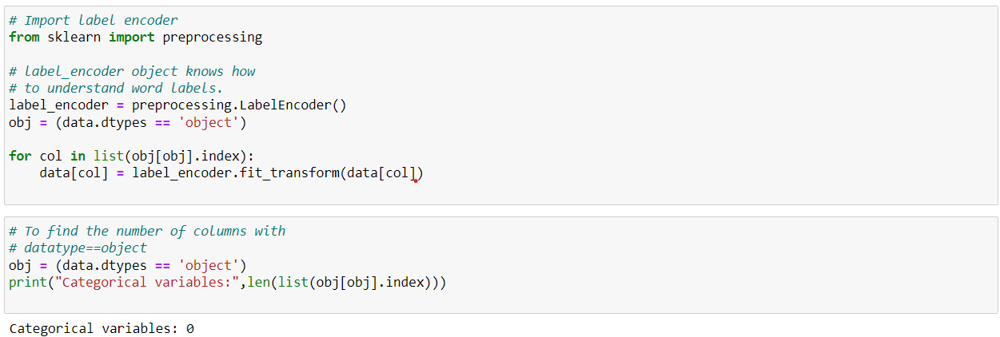 # Import label encoder
from sklearn import preprocessing
# label_encoder object knows how
# to understand word labels.
label_encoder = preprocessing.LabelEncoder()
obj = (data.dtypes == 'object')
for col in list(obj[obj].index):
    data[col] = label_encoder.fit_transform(data[col])
# To find the number of columns with
# datatype==object
obj = (data.dtypes == 'object')
print("Categorical variables:",len(list(obj[obj].index)))
Categorical variables: 0